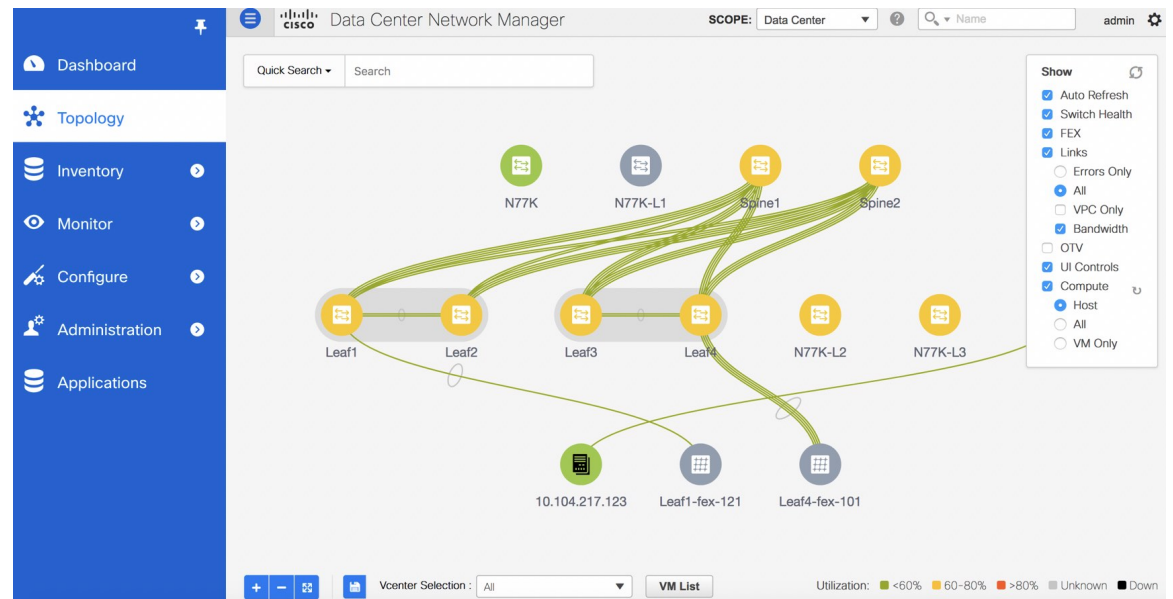 cisco Data Center Network Manager SCOPE: Data Center Name admin
Dashboard
Topology
Inventory
Monitor
Configure
Administration
Applications
Quick Search Search
Show
Auto Refresh
Switch Health
FEX
Links
Errors Only
All
VPC Only
Bandwidth
OTV
UI Controls
Compute
Host
All
VM Only
N77K N77K-L1 Spine1 Spine2
Leaf1 Leaf2 Leaf3 Leaf4 N77K-L2 N77K-L3
10.104.217.123 Leaf1-fex-121 Leaf4-fex-101
Vcenter Selection : All VM List Utilization: <60% 60-80% >80% Unknown Down